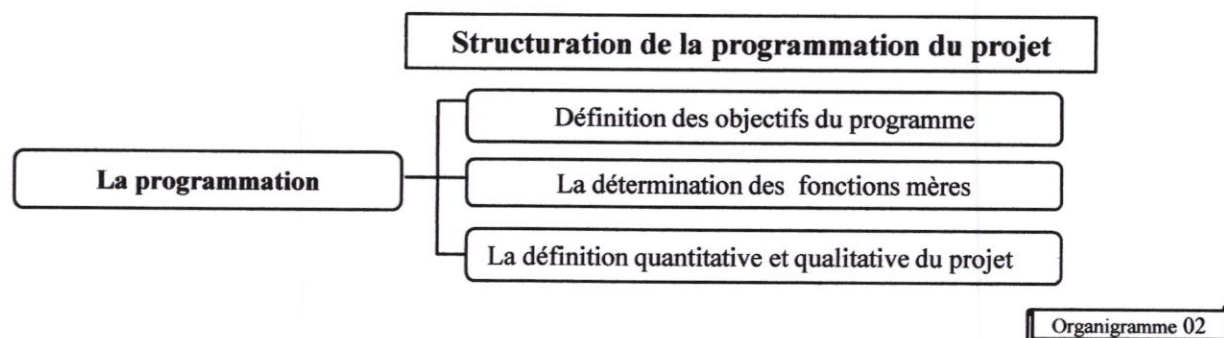 Structuration de la programmation du projet
Définition des objectifs du programme
La programmation
La détermination des fonctions mères
La définition quantitative et qualitative du projet
Organigramme 02